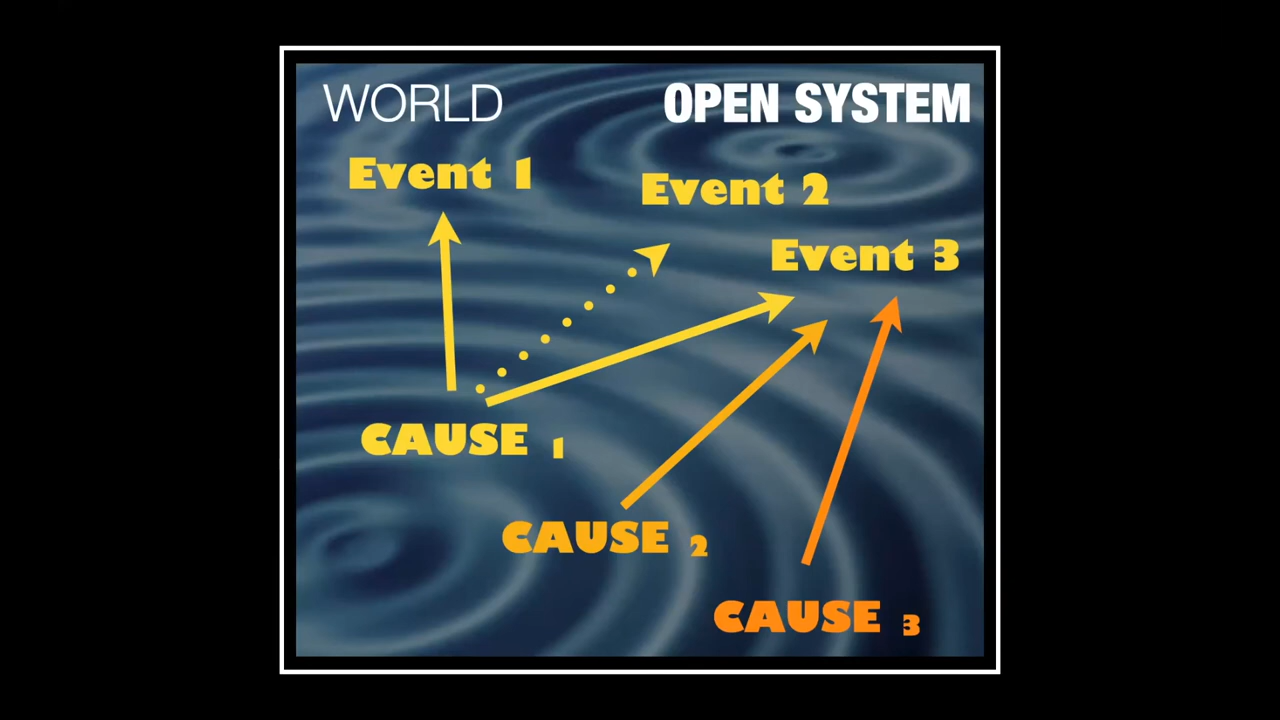 WORLD
OPEN SYSTEM
Event 1
Event 2
Event 3
CAUSE 1
CAUSE 2
CAUSE 3